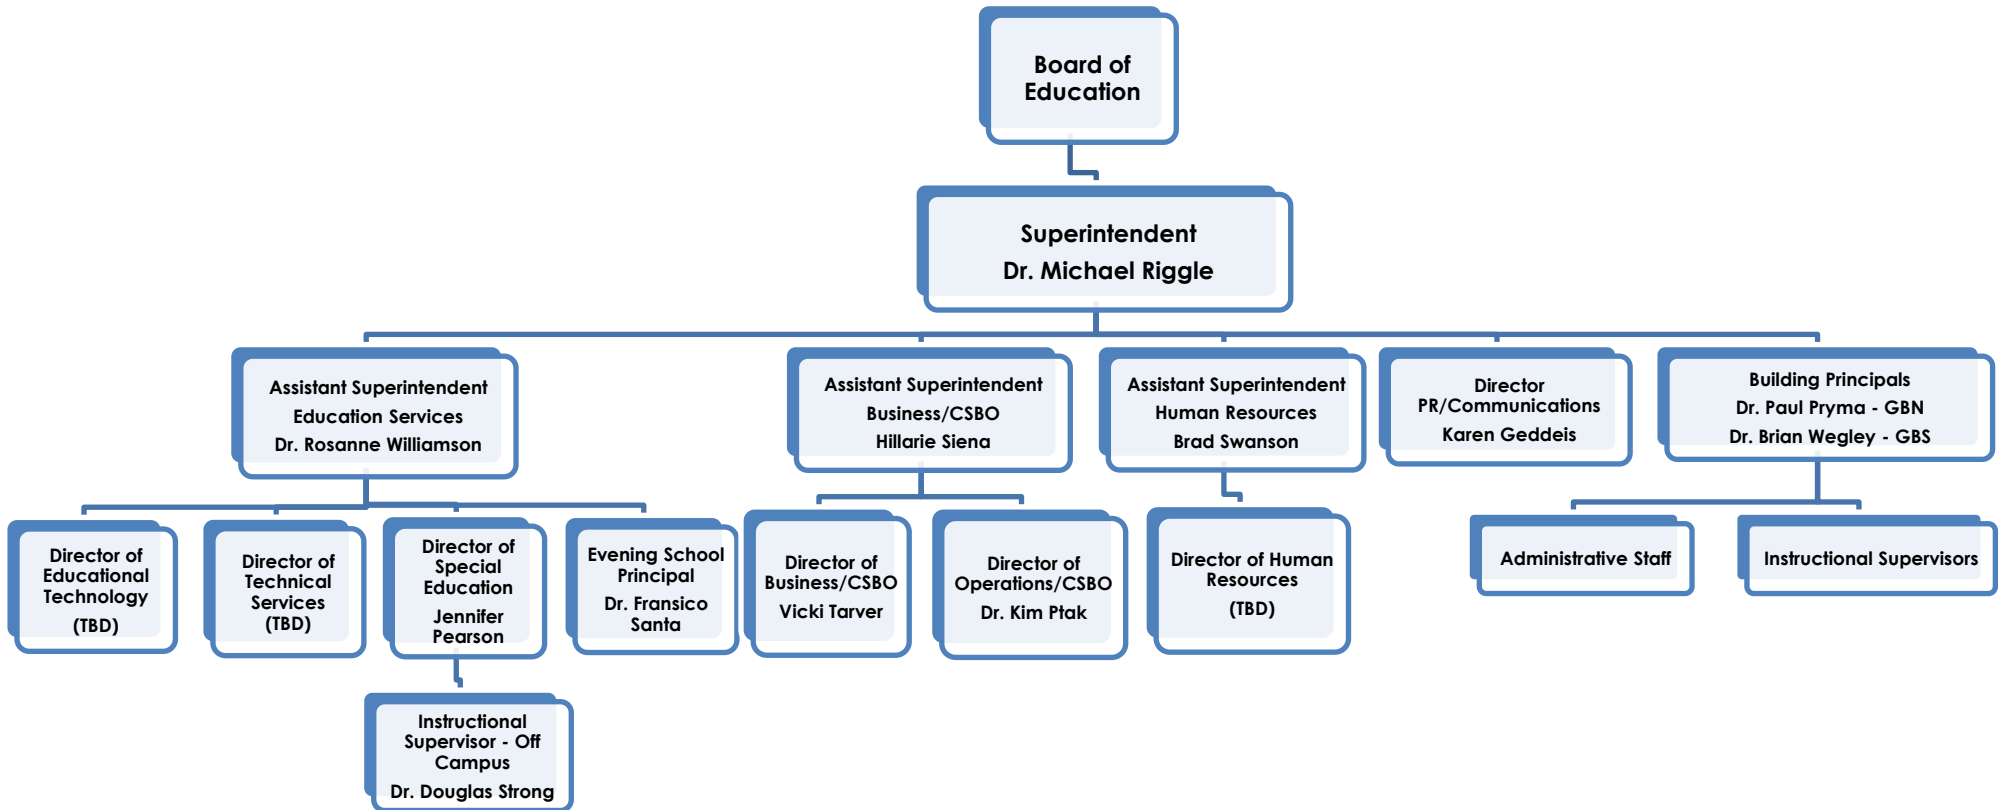 Board of
Education
Superintendent
Dr. Michael Riggle
Assistant Superintendent
Education Services
Dr. Rosanne Williamson
Assistant Superintendent
Business/CSBO
Hillarie Siena
Assistant Superintendent
Human Resources
Brad Swanson
Director
PR/Communications
Karen Geddeis
Building Principals
Dr. Paul Pryma - GBN
Dr. Brian Wegley - GBS
Director of
Educational
Technology
(TBD)
Director of
Technical
Services
(TBD)
Director of
Special
Education
Jennifer
Pearson
Evening School
Principal
Dr. Fransico
Santa
Director of
Business/CSBO
Vicki Tarver
Director of
Operations/CSBO
Dr. Kim Ptak
Director of Human
Resources
(TBD)
Administrative Staff
Instructional Supervisors
Instructional
Supervisor - Off
Campus
Dr. Douglas Strong